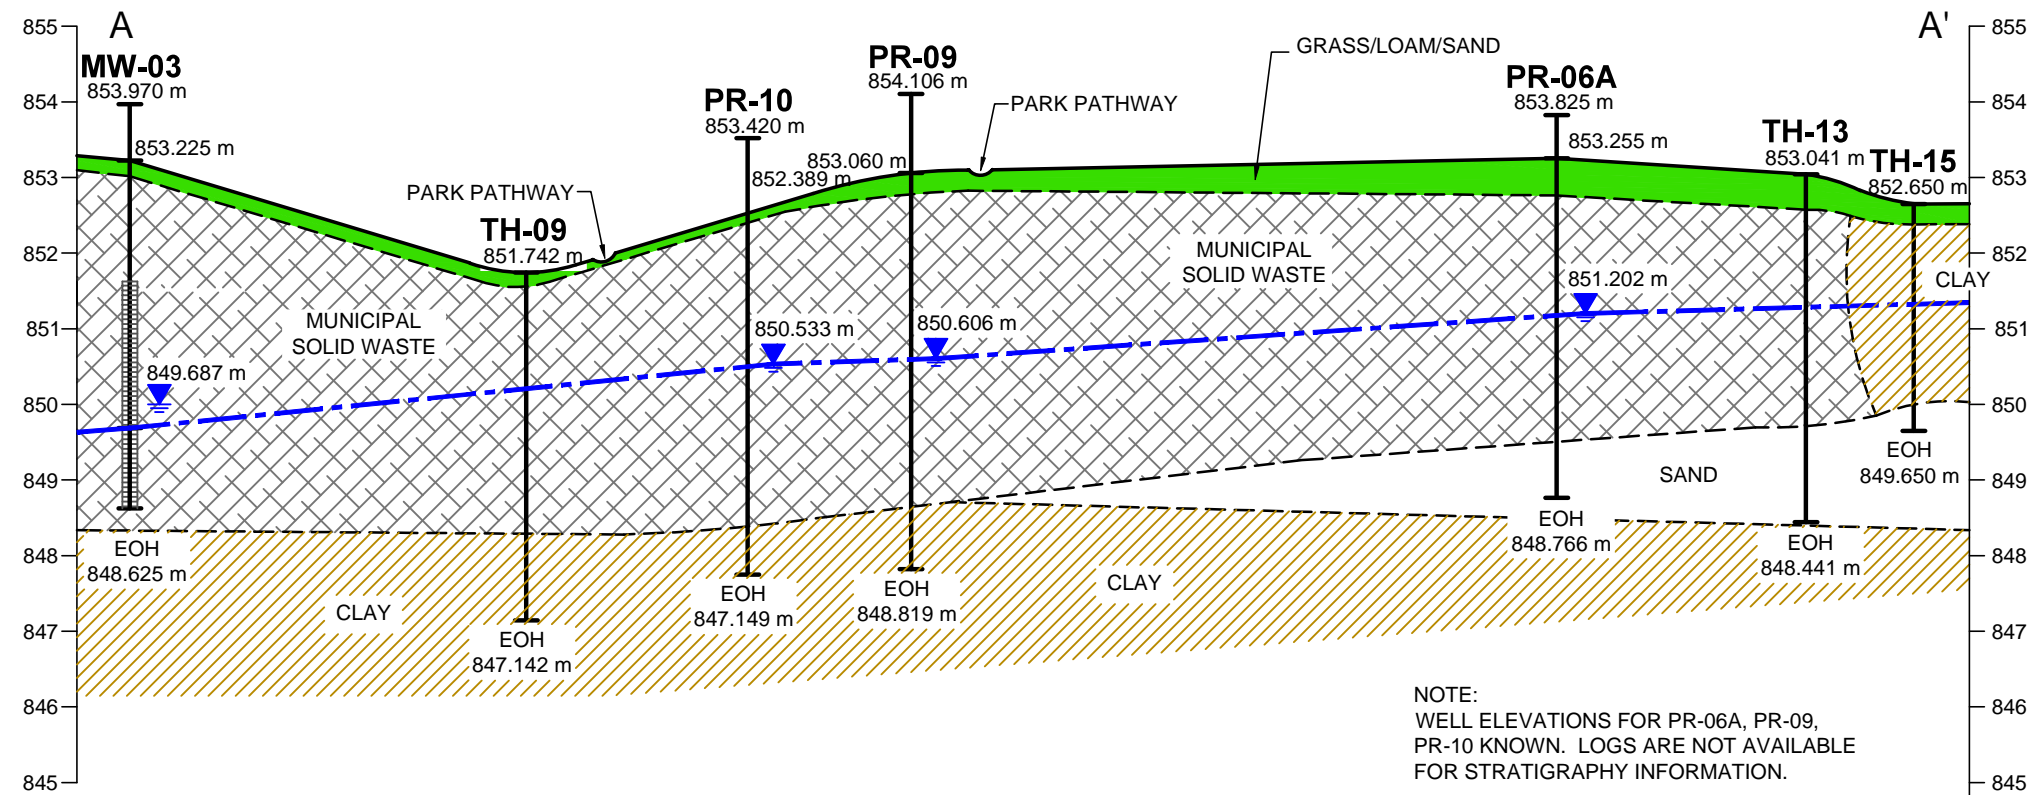 A
A'
855
854
853
852
851
850
849
848
847
846
845
855
854
853
852
851
850
849
848
847
846
845
MW-03
853.970 m
853.225 m
849.687 m
EOH
848.625 m
PARK PATHWAY
TH-09
851.742 m
EOH
847.142 m
MUNICIPAL
SOLID WASTE
CLAY
PR-10
853.420 m
852.389 m
850.533 m
EOH
847.149 m
PR-09
854.106 m
853.060 m
850.606 m
EOH
848.819 m
PARK PATHWAY
GRASS/LOAM/SAND
MUNICIPAL
SOLID WASTE
CLAY
PR-06A
853.825 m
853.255 m
851.202 m
EOH
848.766 m
SAND
TH-13
853.041 m
EOH
848.441 m
TH-15
852.650 m
CLAY
EOH
849.650 m
NOTE:
WELL ELEVATIONS FOR PR-06A, PR-09,
PR-10 KNOWN. LOGS ARE NOT AVAILABLE
FOR STRATIGRAPHY INFORMATION.